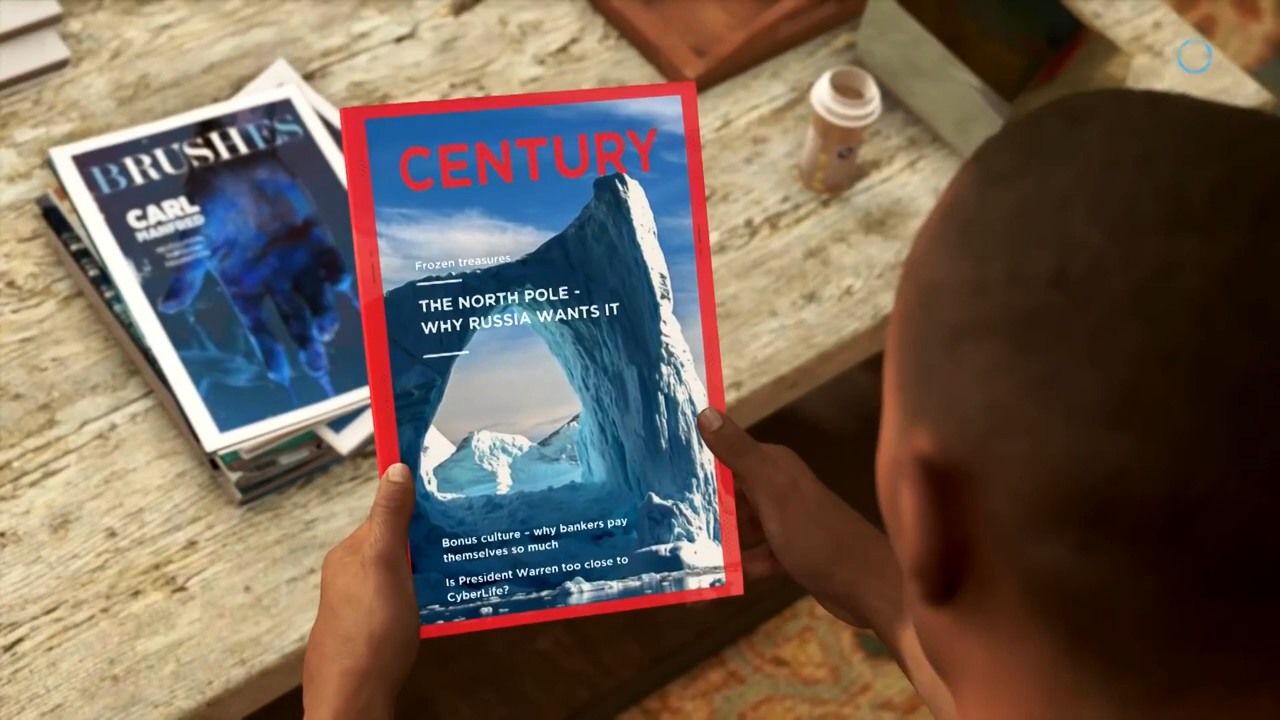 BRUSHES
CARL
MANFRED
CENTURY
Frozen treasures
THE NORTH POLE -
WHY RUSSIA WANTS IT
Bonus culture - why bankers pay
themselves so much
Is President Warren too close to
CyberLife?